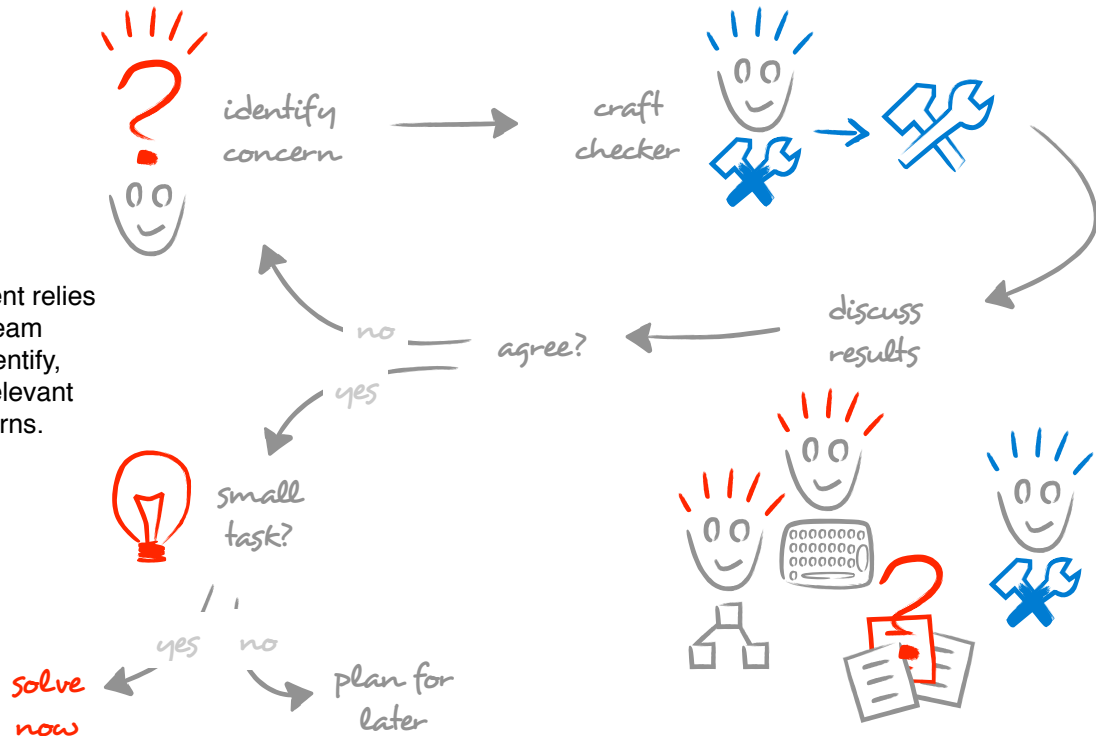 identify
concern
craft
checker
ent relies
eam
entify,
elevant
rns.
discuss
results
agree?
no
yes
small
task?
yes no
solve
now
plan for
later